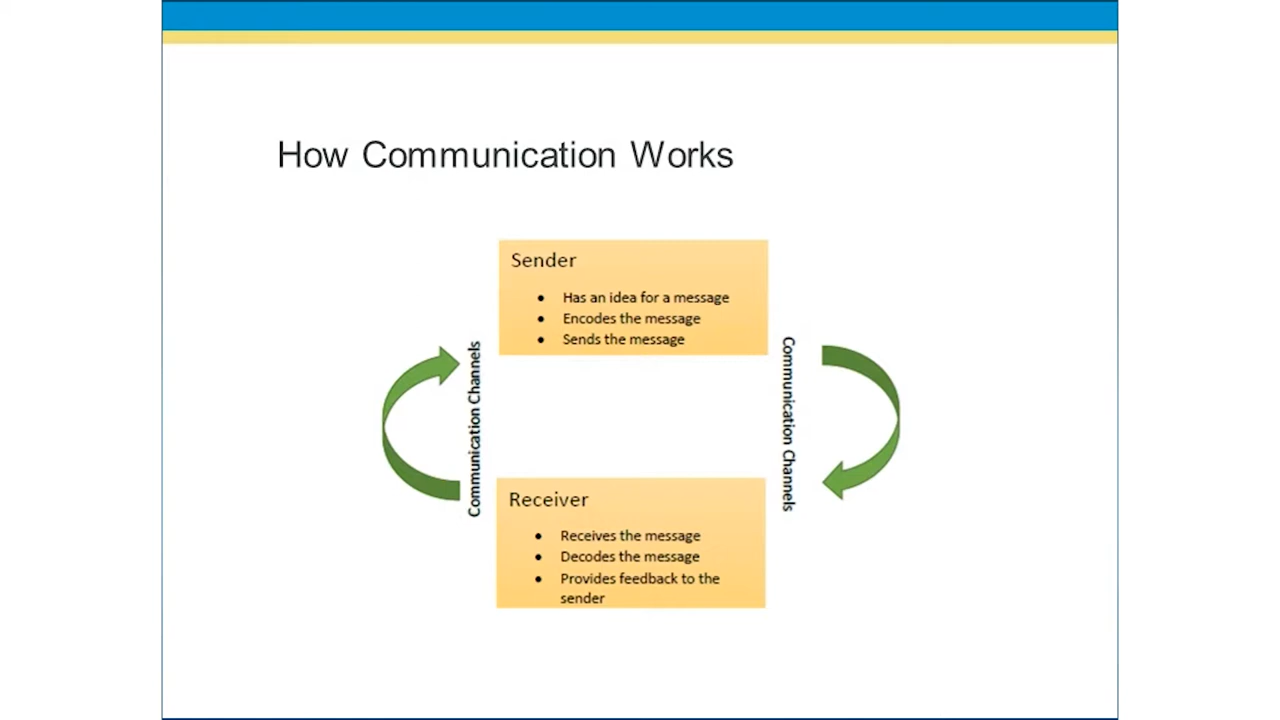 How Communication Works
Sender
• Has an idea for a message
• Encodes the message
• Sends the message
Communication Channels
Communication Channels
Receiver
• Receives the message
• Decodes the message
• Provides feedback to the
sender